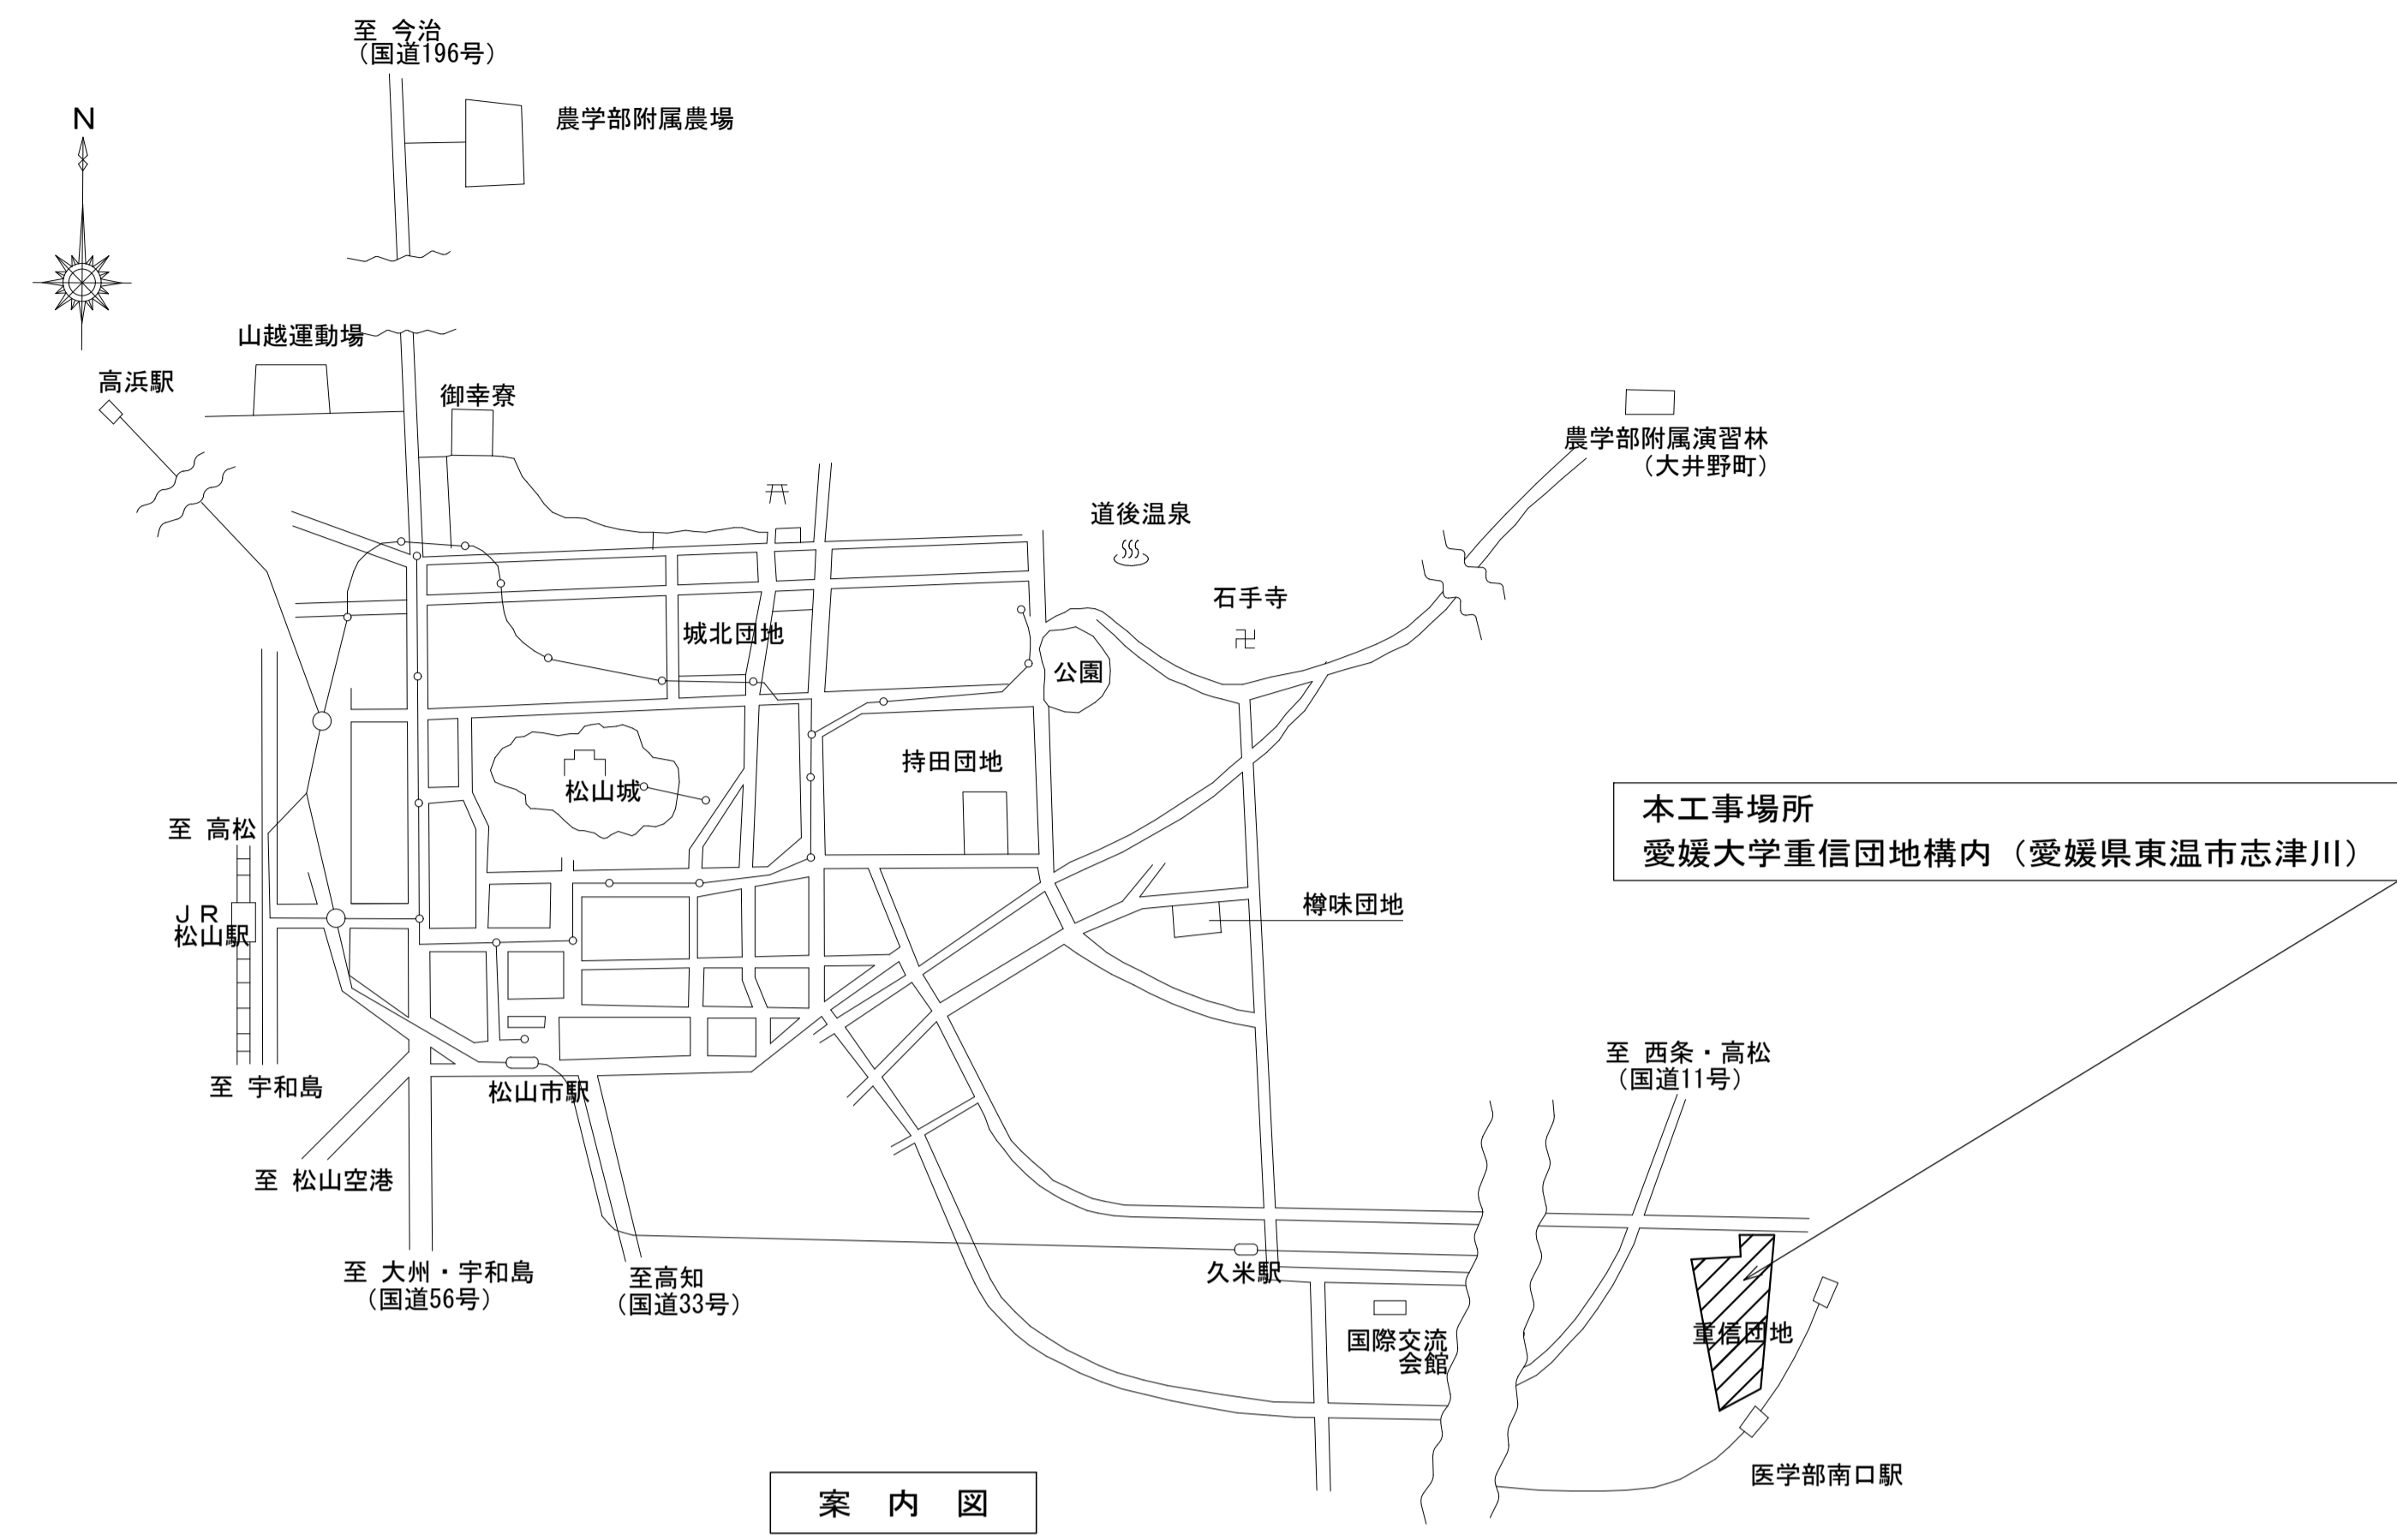 至 今治
（国道196号）
農学部附属農場
N
山越運動場
高浜駅
御幸寮
農学部附属演習林
（大井野町）
道後温泉
石手寺
城北団地
公園
持田団地
松山城
本工事場所
愛媛大学重信団地構内（愛媛県東温市志津川）
至 高松
樽味団地
ＪＲ
松山駅
至 西条・高松
（国道11号）
至 宇和島
松山市駅
至 松山空港
至 大州・宇和島
（国道56号）
至高知
（国道33号）
久米駅
国際交流
会館
重信団地
医学部南口駅
案 内 図